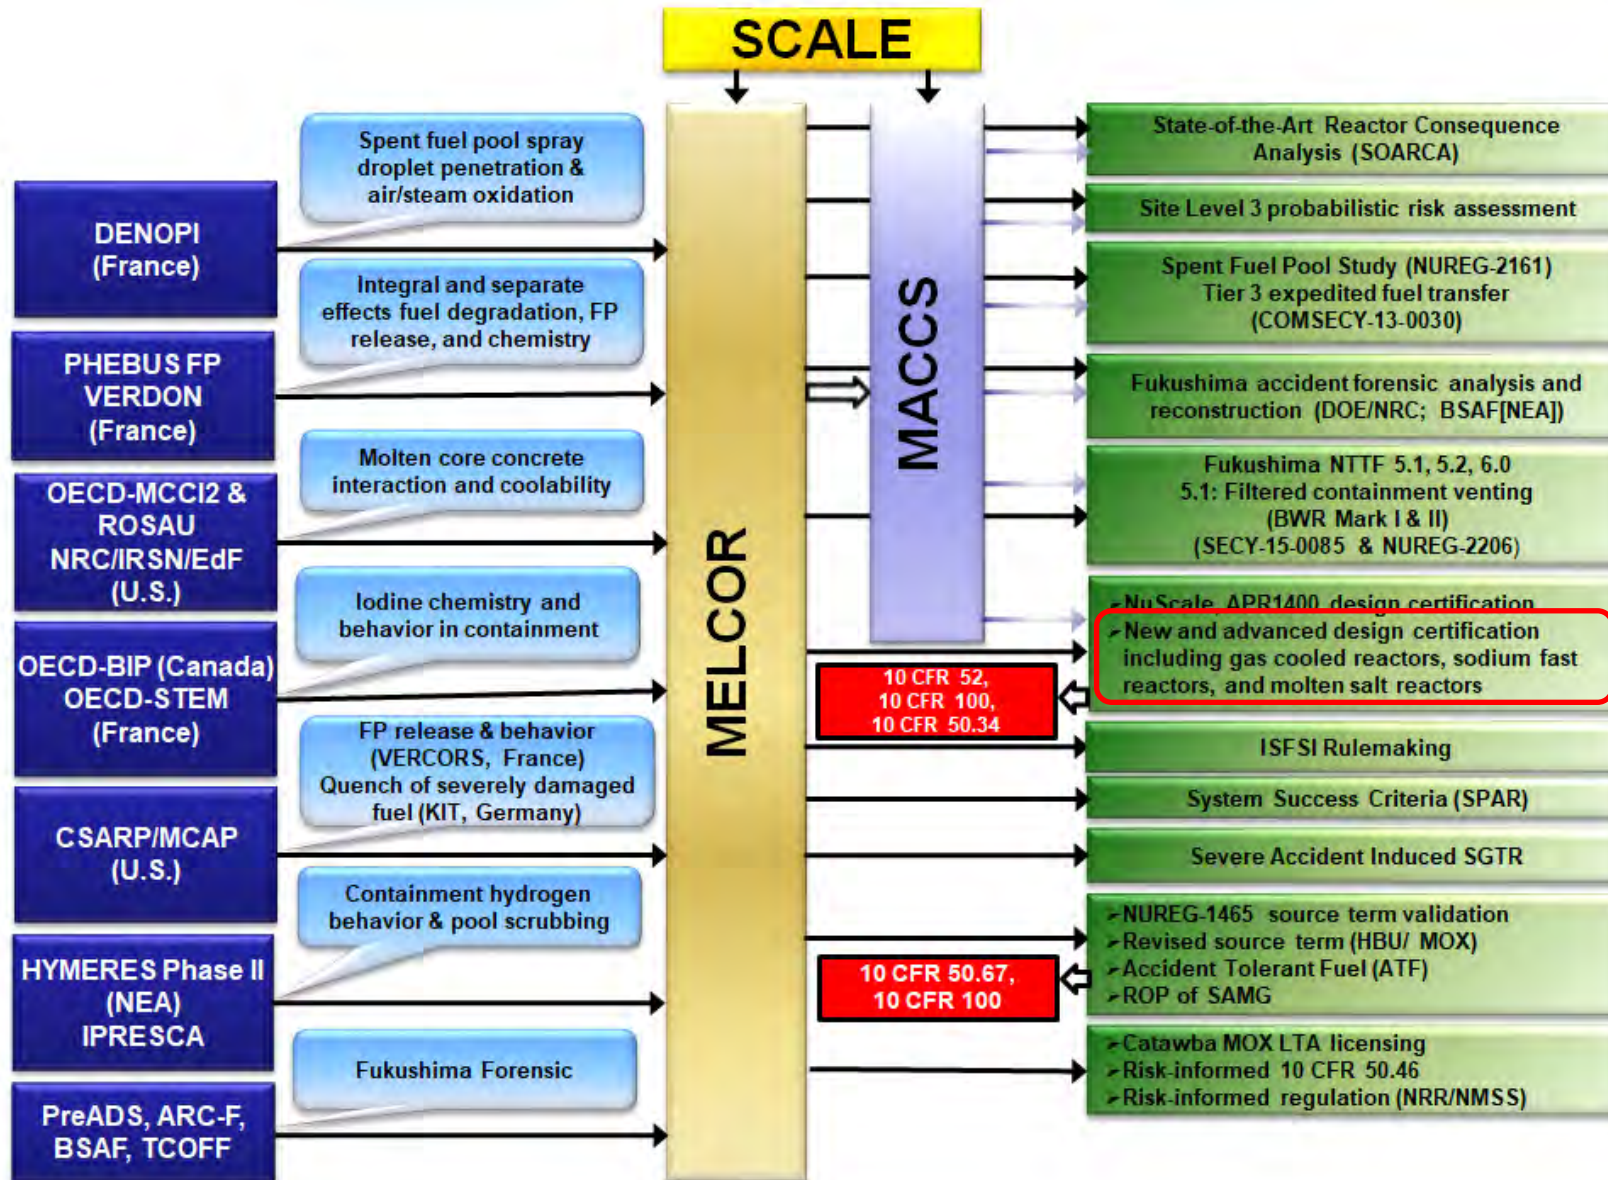 SCALE
DENOPI
(France)
PHEBUS FP
VERDON
(France)
OECD-MCCI2 &
ROSAU
NRC/IRSN/EdF
(U.S.)
OECD-BIP (Canada)
OECD-STEM
(France)
CSARP/MCAP
(U.S.)
HYMERES Phase II
(NEA)
IPRESCA
PreADS, ARC-F,
BSAF, TCOFF
Spent fuel pool spray
droplet penetration &
air/steam oxidation
Integral and separate
effects fuel degradation, FP
release, and chemistry
Molten core concrete
interaction and coolability
Iodine chemistry and
behavior in containment
FP release & behavior
(VERCORS, France)
Quench of severely damaged
fuel (KIT, Germany)
Containment hydrogen
behavior & pool scrubbing
Fukushima Forensic
MELCOR
MACCS
10 CFR 52,
10 CFR 100,
10 CFR 50.34
10 CFR 50.67,
10 CFR 100
State-of-the-Art Reactor Consequence
Analysis (SOARCA)
Site Level 3 probabilistic risk assessment
Spent Fuel Pool Study (NUREG-2161)
Tier 3 expedited fuel transfer
(COMSECY-13-0030)
Fukushima accident forensic analysis and
reconstruction (DOE/NRC; BSAF[NEA])
Fukushima NTTF 5.1, 5.2, 6.0
5.1: Filtered containment venting
(BWR Mark I & II)
(SECY-15-0085 & NUREG-2206)
➢NuScale, APR1400 design certification
➢New and advanced design certification
including gas cooled reactors, sodium fast
reactors, and molten salt reactors
ISFSI Rulemaking
System Success Criteria (SPAR)
Severe Accident Induced SGTR
➢NUREG-1465 source term validation
➢Revised source term (HBU/ MOX)
➢Accident Tolerant Fuel (ATF)
➢ROP of SAMG
➢Catawba MOX LTA licensing
➢Risk-informed 10 CFR 50.46
➢Risk-informed regulation (NRR/NMSS)